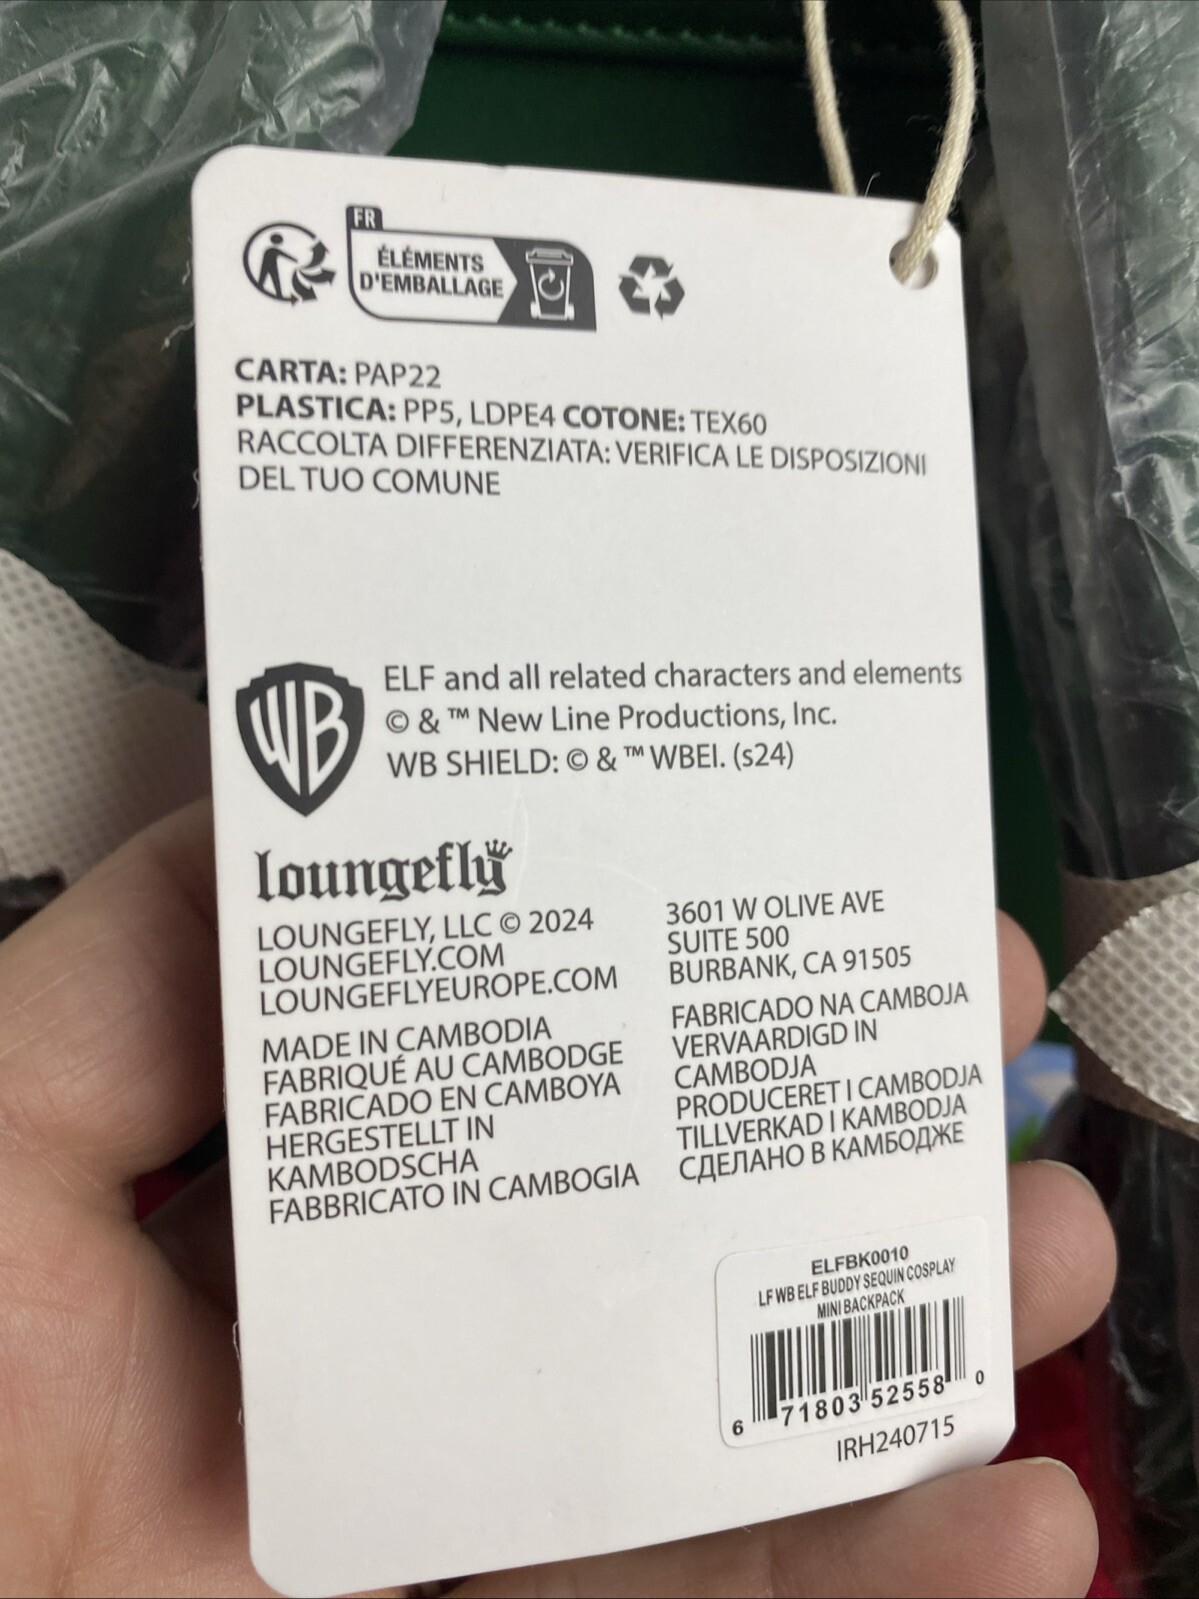 FR
ÉLÉMENTS
D'EMBALLAGE
CARTA: PAP22
PLASTICA: PP5, LDPE4 COTONE: TEX60
RACCOLTA DIFFERENZIATA: VERIFICA LE DISPOSIZIONI
DEL TUO COMUNE
WB
ELF and all related characters and elements
© & ™ New Line Productions, Inc.
WB SHIELD: © & ™ WBEI. (s24)
loungefly
LOUNGEFLY, LLC © 2024
LOUNGEFLY.COM
LOUNGEFLYEUROPE.COM
MADE IN CAMBODIA
FABRIQUÉ AU CAMBODGE
FABRICADO EN CAMBOYA
HERGESTELLT IN
KAMBODSCHA
FABBRICATO IN CAMBOGIA
3601 W OLIVE AVE
SUITE 500
BURBANK, CA 91505
FABRICADO NA CAMBOJA
VERVAARDIGD IN
CAMBODJA
PRODUCERET I CAMBODJA
TILLVERKAD I KAMBODJA
СДЕЛАНО В КАМБОДЖЕ
ELFBK0010
LF WB ELF BUDDY SEQUIN COSPLAY
MINI BACKPACK
6 71803 52558 0
IRH240715